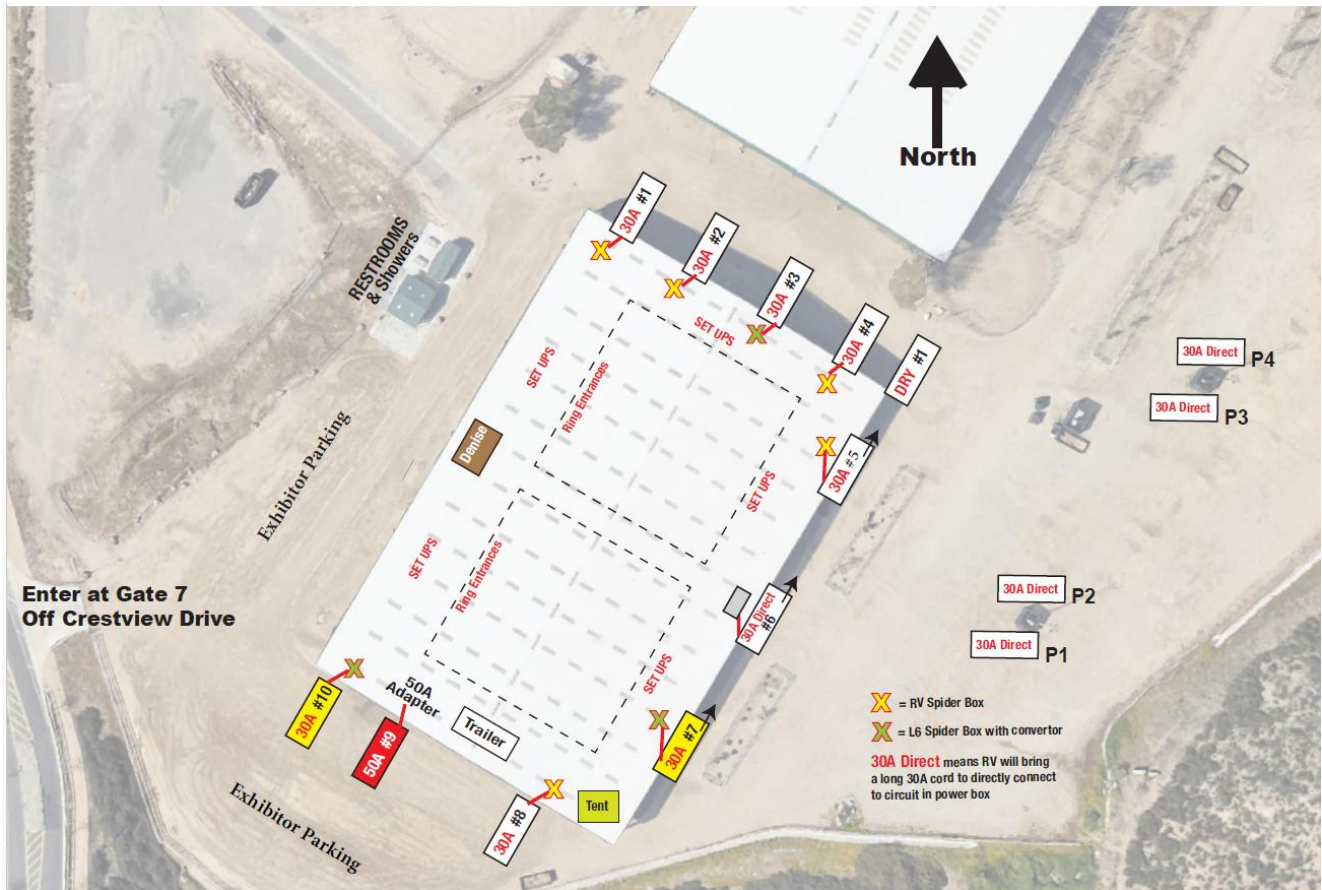 North
30A #1
30A #2
30A #3
30A #4
DRY #1
RESTROOMS
& Showers
SET UPS
SET UPS
Ring Entrances
30A Direct
P4
30A Direct
P3
Denise
30A #5
SET UPS
Exhibitor Parking
SET UPS
Ring Entrances
Enter at Gate 7
Off Crestview Drive
30A Direct
#6
30A Direct
P2
30A Direct
P1
SET UPS
30A #10
50A
Adapter
50A #9
Trailer
30A #7
X = RV Spider Box
X = L6 Spider Box with convertor
30A Direct means RV will bring
a long 30A cord to directly connect
to circuit in power box
Exhibitor Parking
30A #8
Tent